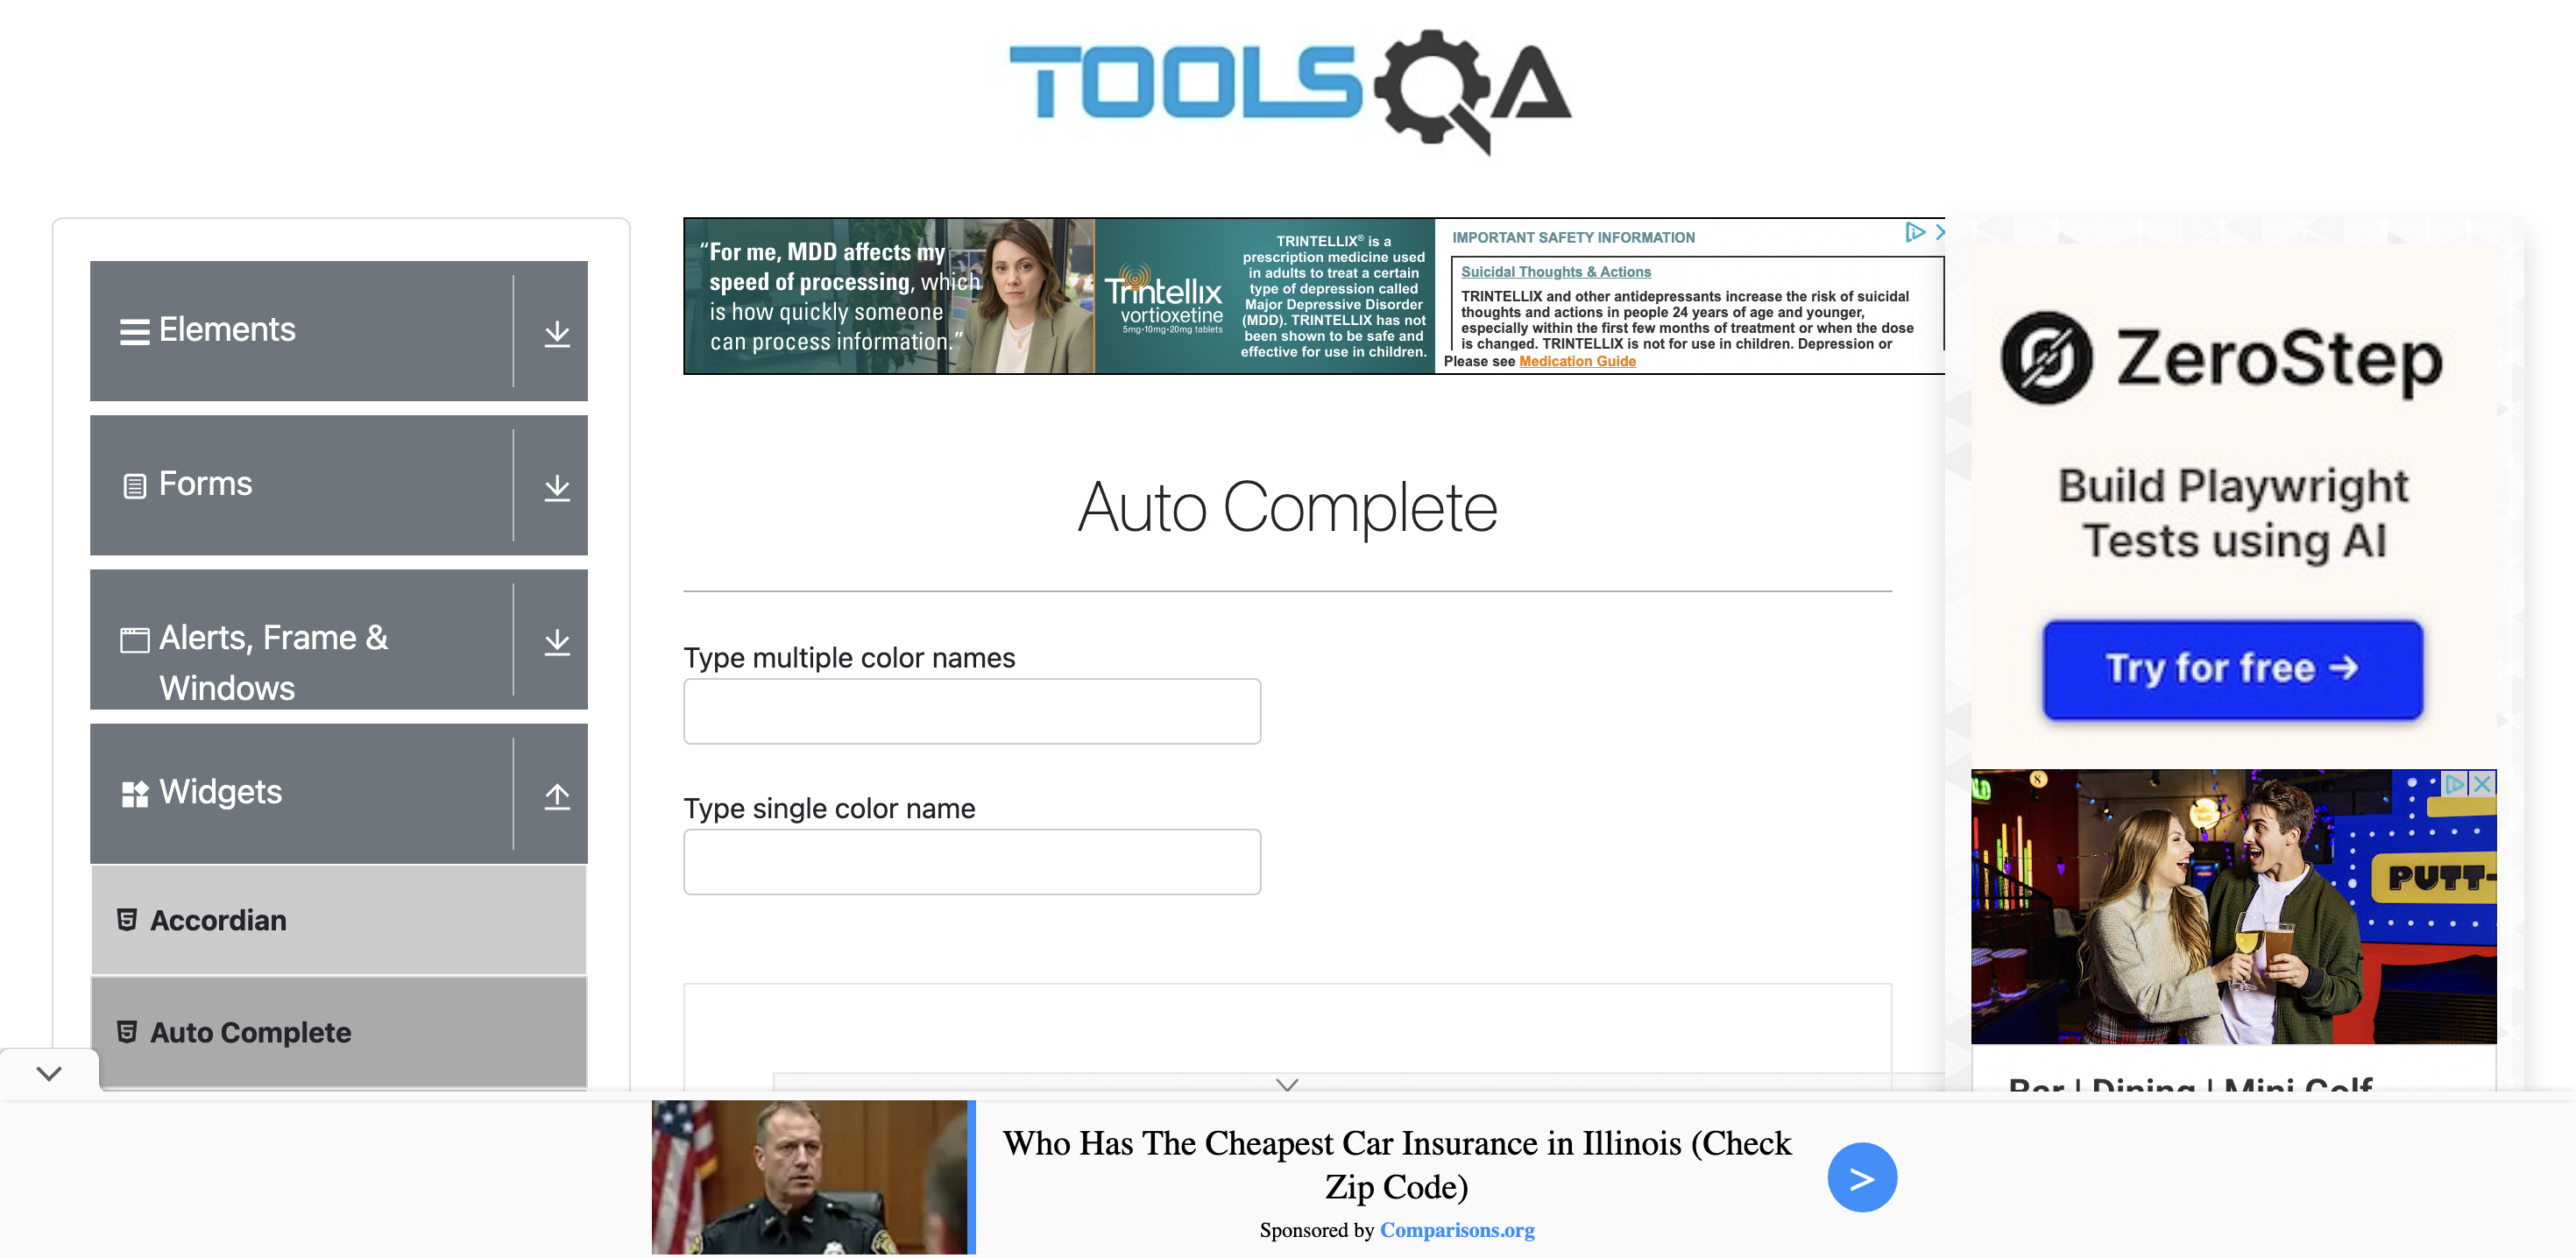 TOOLSQA
Elements
Forms
Alerts, Frame &
Windows
Widgets
Accordian
Auto Complete
“For me, MDD affects my
speed of processing, which
is how quickly someone
can process information.”
Trintellix
vortioxetine
5mg•10mg•20mg tablets
TRINTELLIX® is a
prescription medicine used
in adults to treat a certain
type of depression called
Major Depressive Disorder
(MDD). TRINTELLIX has not
been shown to be safe and
effective for use in children.
IMPORTANT SAFETY INFORMATION
Suicidal Thoughts & Actions
TRINTELLIX and other antidepressants increase the risk of suicidal
thoughts and actions in people 24 years of age and younger,
especially within the first few months of treatment or when the dose
is changed. TRINTELLIX is not for use in children. Depression or
Please see Medication Guide
Auto Complete
Type multiple color names
Type single color name
ZeroStep
Build Playwright
Tests using AI
Try for free →
8
PUTT-
Bar | Dining | Mini Golf
Who Has The Cheapest Car Insurance in Illinois (Check
Zip Code)
Sponsored by Comparisons.org
>